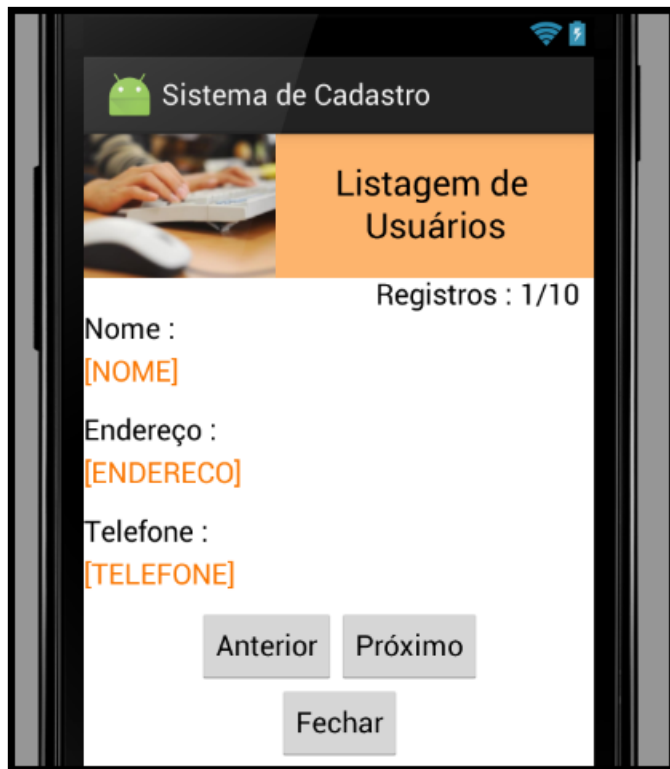 Sistema de Cadastro
Listagem de
Usuários
Registros : 1/10
Nome :
[NOME]
Endereço :
[ENDERECO]
Telefone :
[TELEFONE]
Anterior Próximo
Fechar